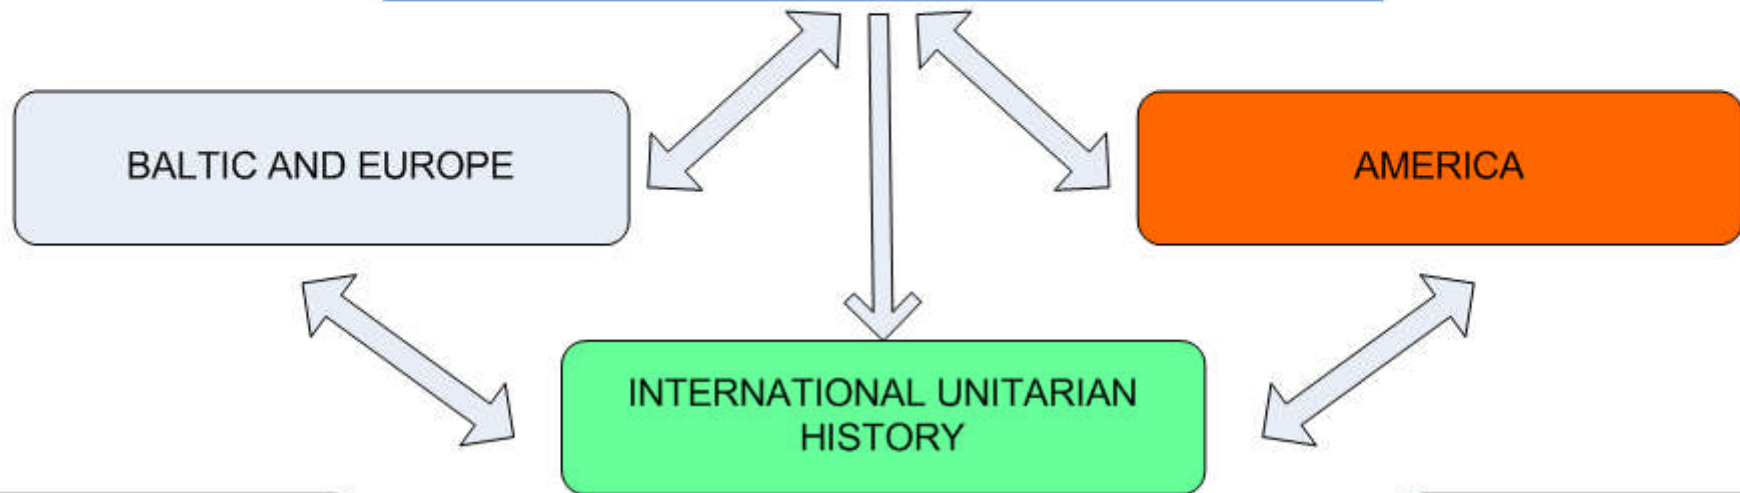 BALTIC AND EUROPE
AMERICA
INTERNATIONAL UNITARIAN
HISTORY